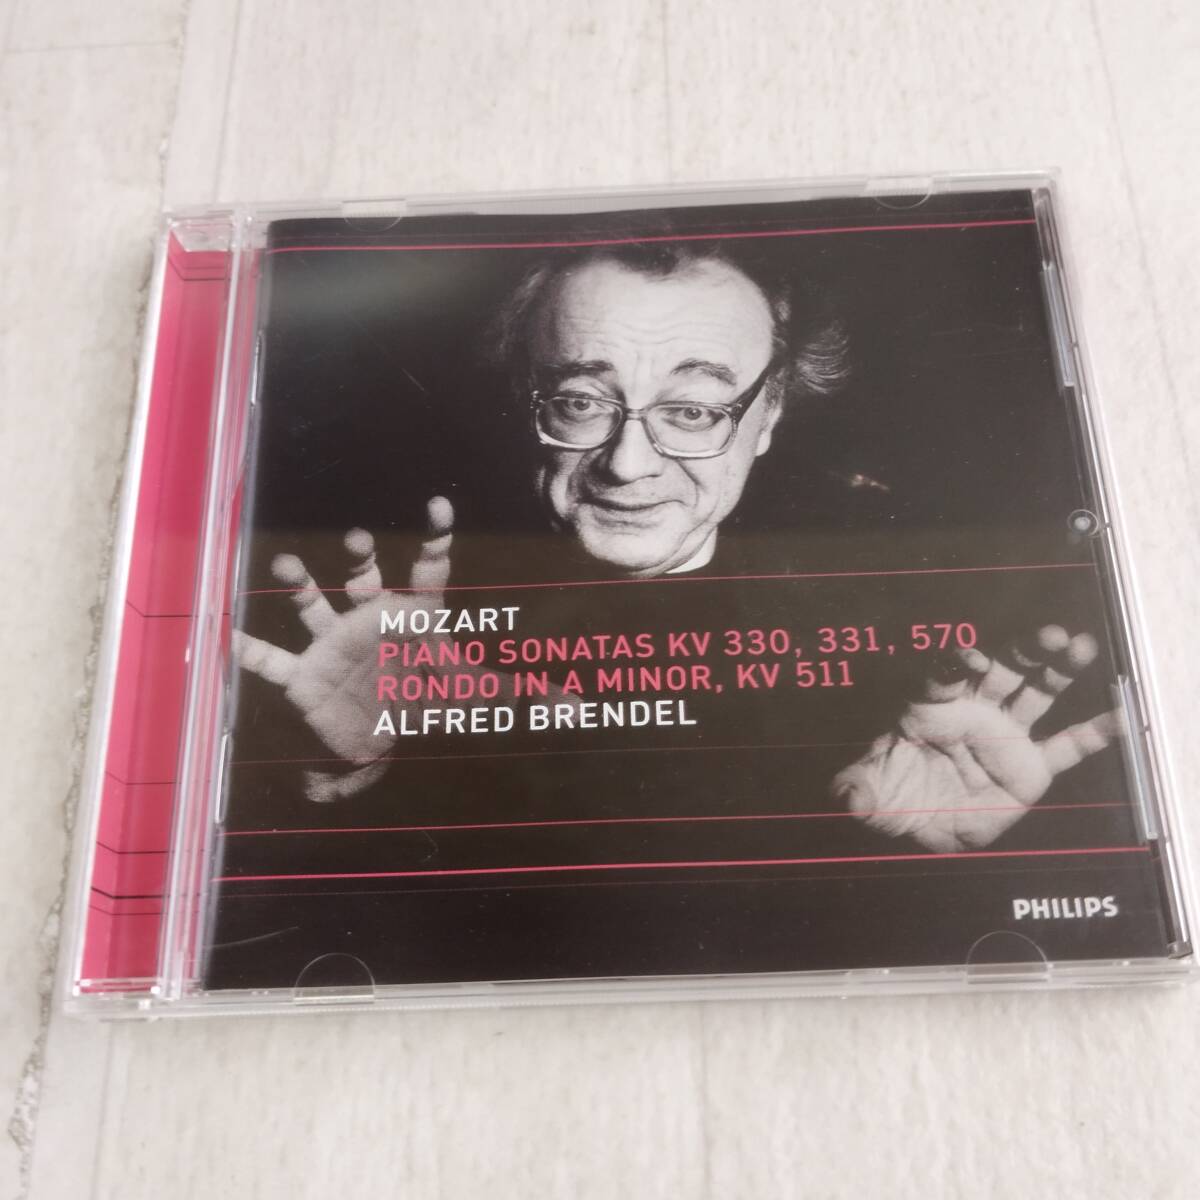 MOZART
PIANO SONATAS KV 330, 331, 570
RONDO IN A MINOR, KV 511
ALFRED BRENDEL
PHILIPS